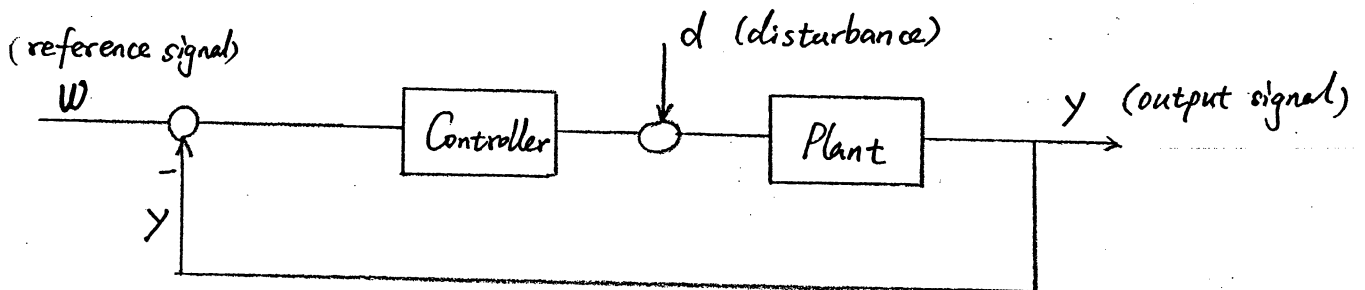 d (disturbance)
(reference signal)
W
Controller
Plant
y (output signal)
-
y